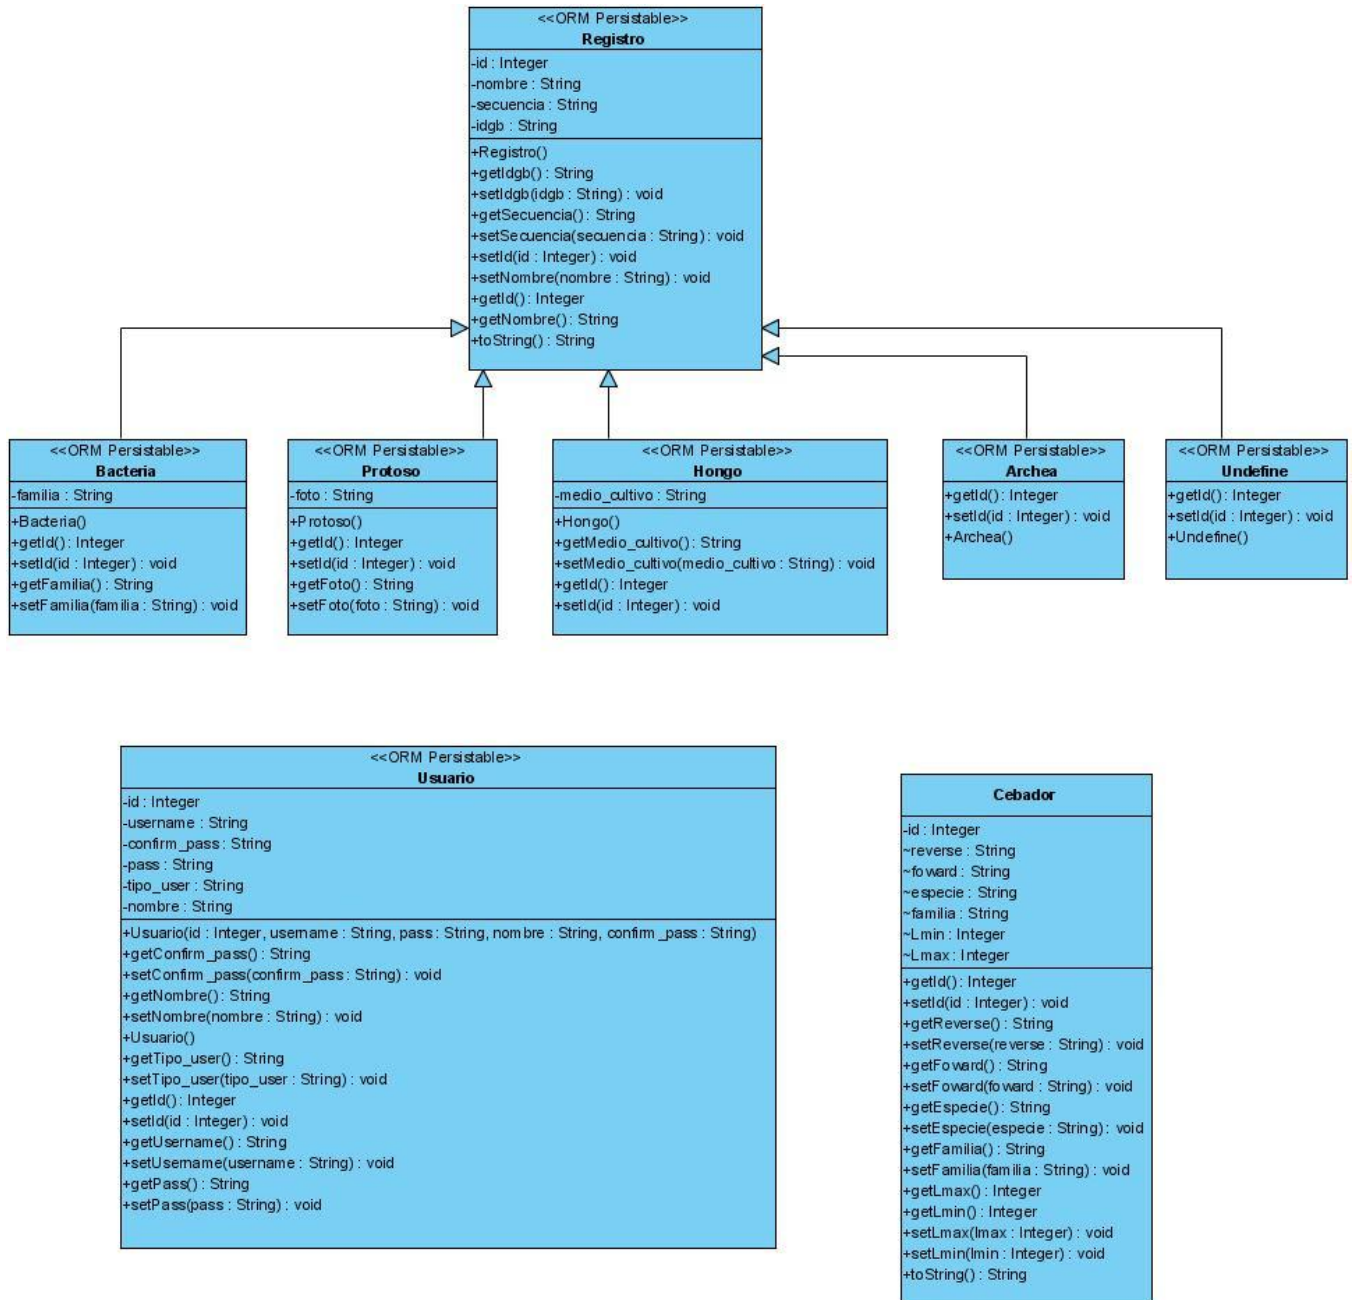 <<ORM Persistable>>
Registro
-id : Integer
-nombre : String
-secuencia : String
-idgb : String
+Registro()
+getIdgb() : String
+setIdgb(idgb : String) : void
+getSecuencia() : String
+setSecuencia(secuencia : String) : void
+setId(id : Integer) : void
+setNombre(nombre : String) : void
+getId() : Integer
+getNombre() : String
+toString() : String
<<ORM Persistable>>
Bacteria
-familia : String
+Bacteria()
+getId() : Integer
+setId(id : Integer) : void
+getFamilia() : String
+setFamilia(familia : String) : void
<<ORM Persistable>>
Protoso
-foto : String
+Protoso()
+getId() : Integer
+setId(id : Integer) : void
+getFoto() : String
+setFoto(foto : String) : void
<<ORM Persistable>>
Hongo
-medio_cultivo : String
+Hongo()
+getMedio_cultivo() : String
+setMedio_cultivo(medio_cultivo : String) : void
+getId() : Integer
+setId(id : Integer) : void
<<ORM Persistable>>
Archea
+getId() : Integer
+setId(id : Integer) : void
+Archea()
<<ORM Persistable>>
Undefine
+getId() : Integer
+setId(id : Integer) : void
+Undefine()
<<ORM Persistable>>
Usuario
-id : Integer
-username : String
-confirm_pass : String
-pass : String
-tipo_user : String
-nombre : String
+Usuario(id : Integer, username : String, pass : String, nombre : String, confirm_pass : String)
+getConfirm_pass() : String
+setConfirm_pass(confirm_pass : String) : void
+getNombre() : String
+setNombre(nombre : String) : void
+Usuario()
+getTipo_user() : String
+setTipo_user(tipo_user : String) : void
+getId() : Integer
+setId(id : Integer) : void
+getUsername() : String
+setUsername(username : String) : void
+getPass() : String
+setPass(pass : String) : void
Cebador
-id : Integer
~reverse : String
~foward : String
~especie : String
~familia : String
~Lmin : Integer
~Lmax : Integer
+getId() : Integer
+setId(id : Integer) : void
+getReverse() : String
+setReverse(reverse : String) : void
+getFoward() : String
+setFoward(foward : String) : void
+getEspecie() : String
+setEspecie(especie : String) : void
+getFamilia() : String
+setFamilia(familia : String) : void
+getLmax() : Integer
+getLmin() : Integer
+setLmax(lmax : Integer) : void
+setLmin(lmin : Integer) : void
+toString() : String